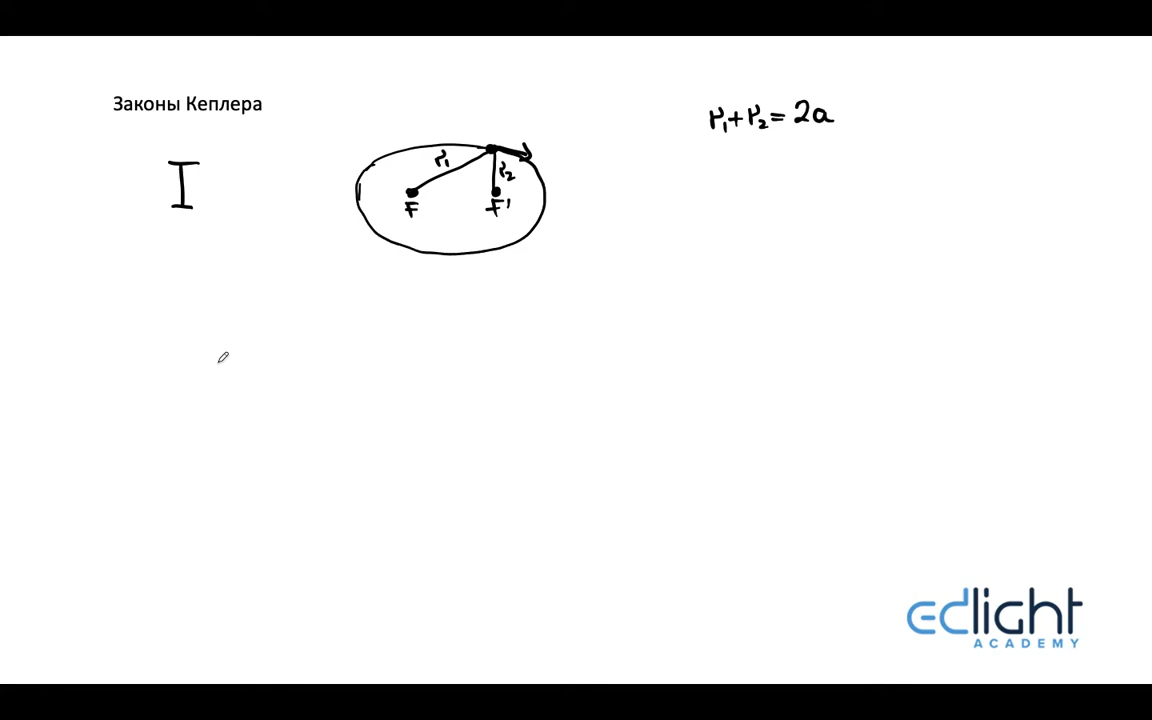 Законы Кеплера
r₁+r₂=2a
I
r₁
r₂
F
F'
edlight
ACADEMY